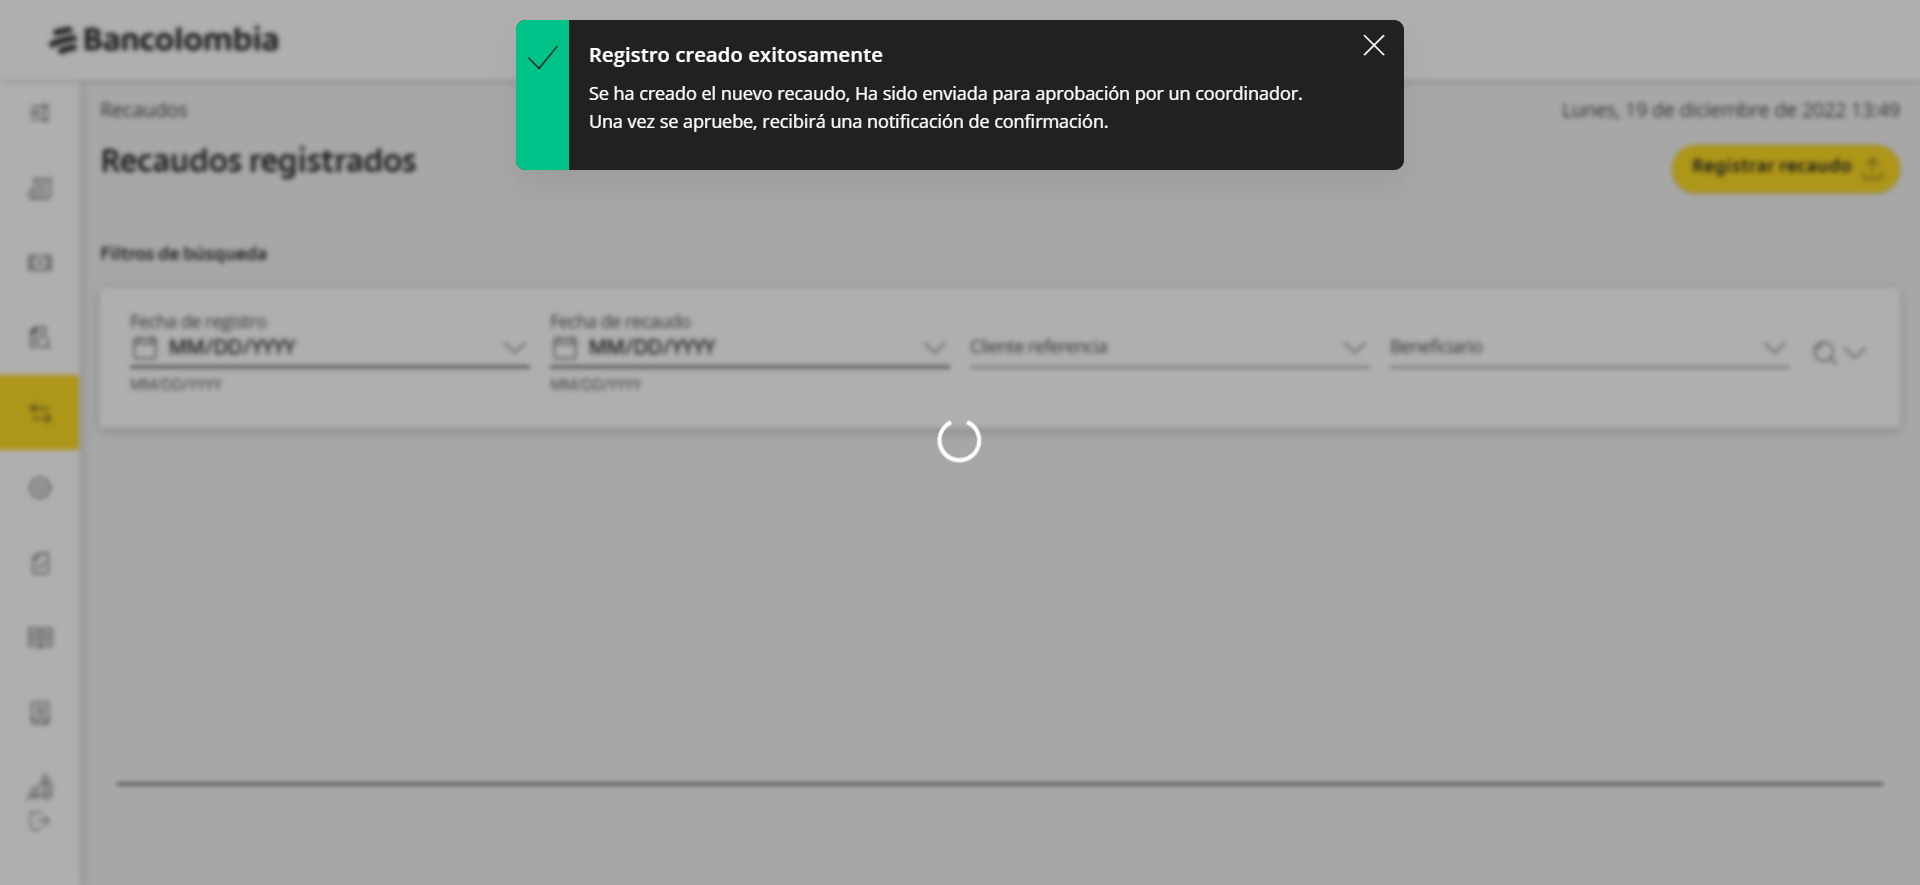 Bancolombia
Registro creado exitosamente
Se ha creado el nuevo recaudo, Ha sido enviada para aprobación por un coordinador.
Una vez se apruebe, recibirá una notificación de confirmación.
Recaudos
Lunes, 19 de diciembre de 2022 13:49
Recaudos registrados
Registrar recaudo
Filtros de búsqueda
Fecha de registro
Fecha de recaudo
MM/DD/YYYY
MM/DD/YYYY
Cliente referencia
Beneficiario
MM/DD/YYYY
MM/DD/YYYY